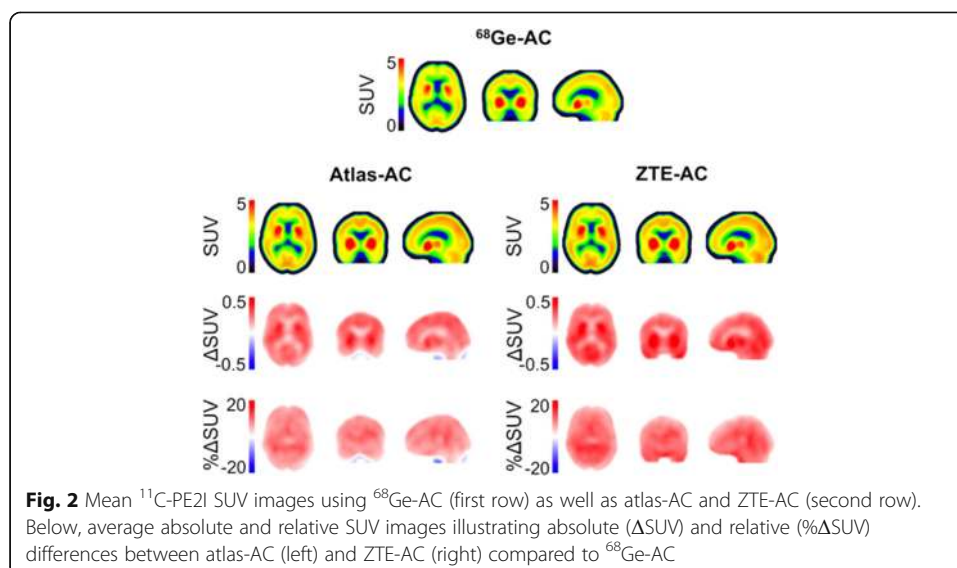 ⁶⁸Ge-AC
5
SUV
0
Atlas-AC
ZTE-AC
5
SUV
0
5
SUV
0
0.5
ΔSUV
-0.5
0.5
ΔSUV
-0.5
20
%ΔSUV
-20
20
%ΔSUV
-20
Fig. 2 Mean ¹¹C-PE2I SUV images using ⁶⁸Ge-AC (first row) as well as atlas-AC and ZTE-AC (second row).
Below, average absolute and relative SUV images illustrating absolute (ΔSUV) and relative (%ΔSUV)
differences between atlas-AC (left) and ZTE-AC (right) compared to ⁶⁸Ge-AC